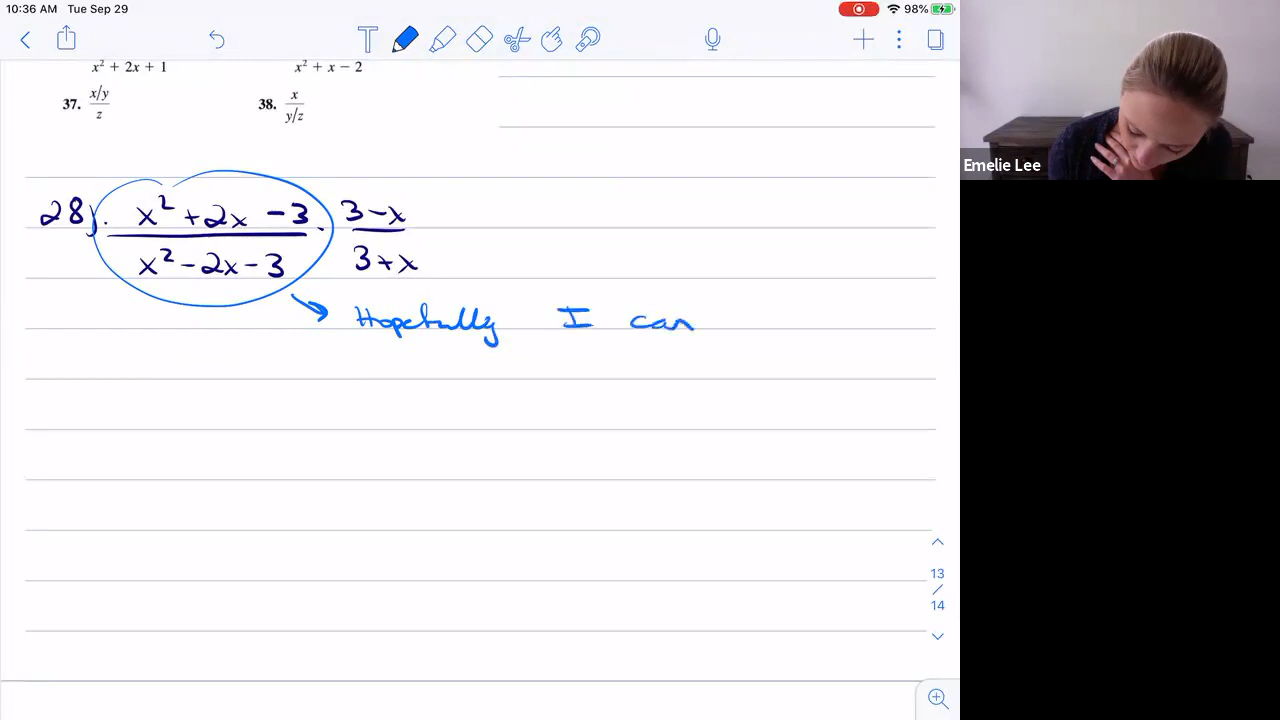 10:36 AM Tue Sep 29
98%
T
x² + 2x + 1
x² + x − 2
37. x/y / z
38. x / y/z
28). x² + 2x − 3 / x² − 2x − 3 · 3 − x / 3 + x
Hopefully I can
Emelie Lee
13
/
14